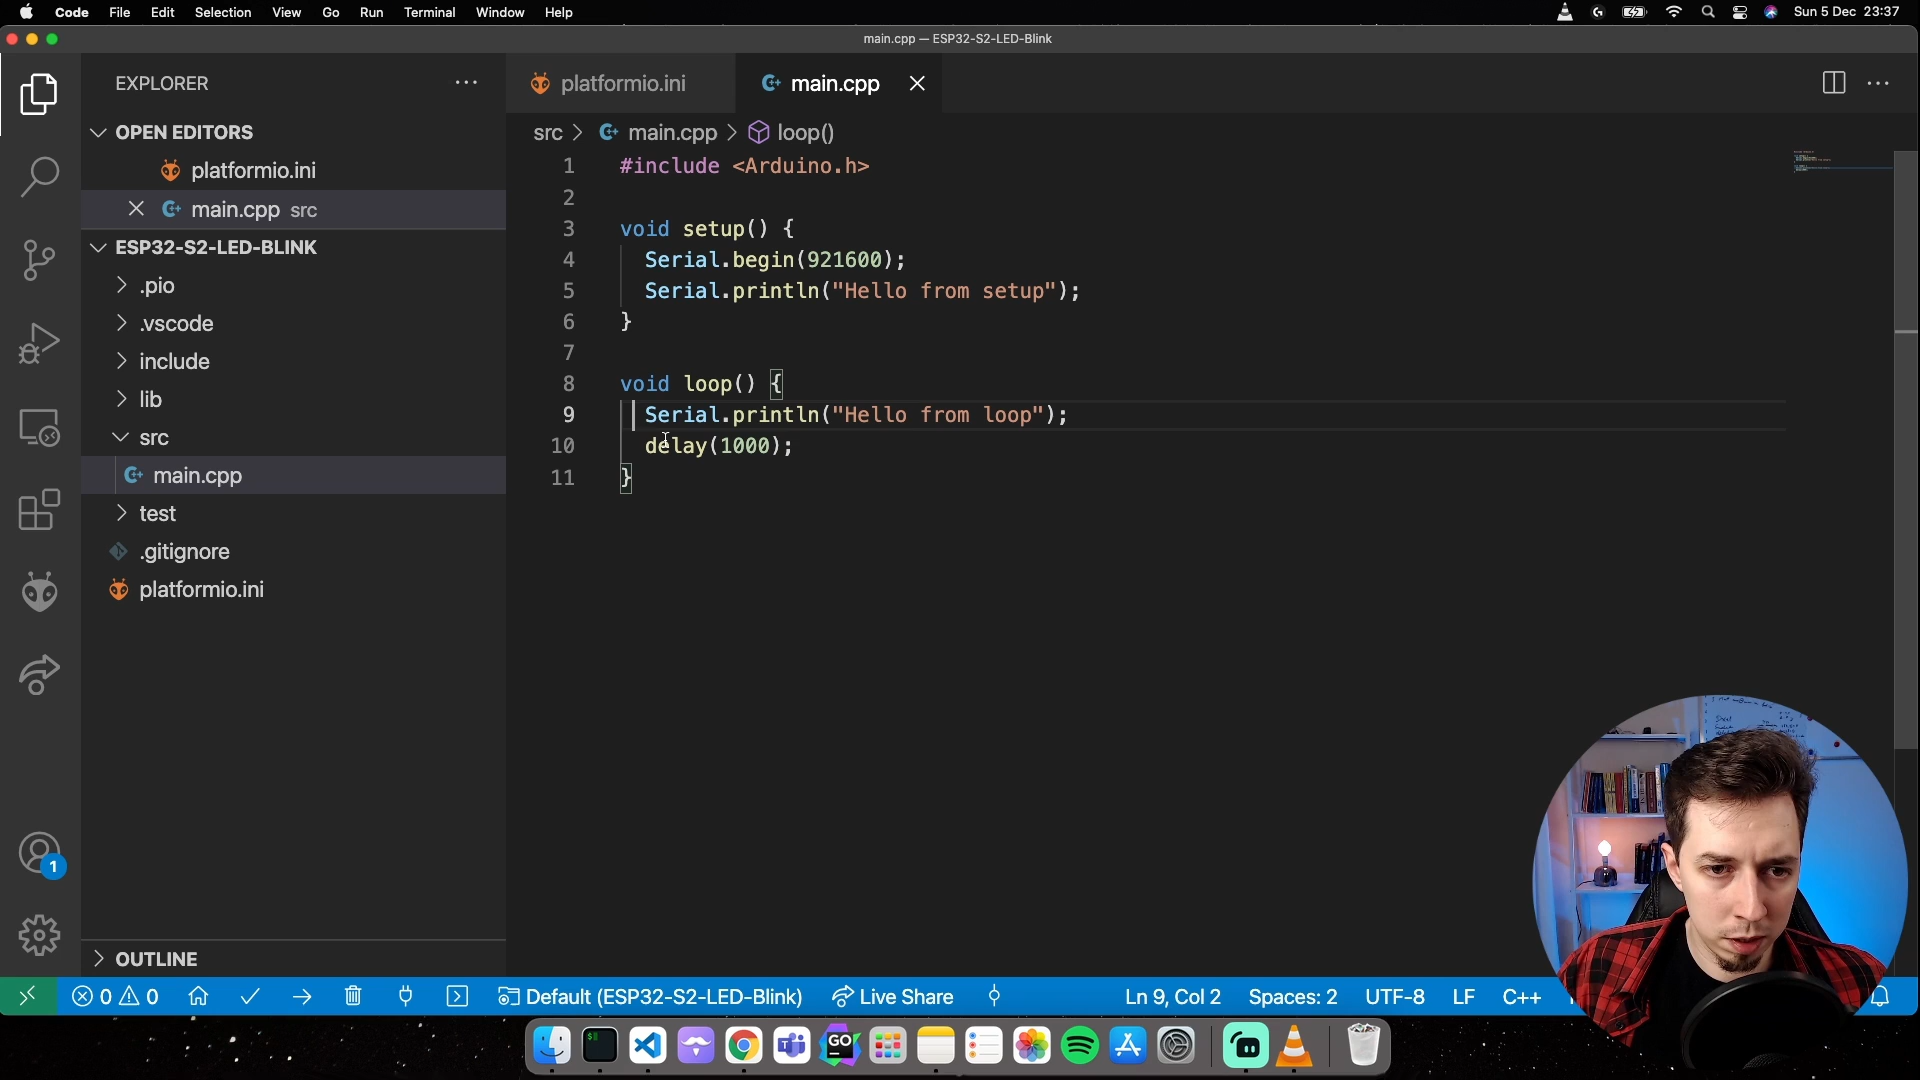 Code File Edit Selection View Go Run Terminal Window Help Sun 5 Dec 23:37
main.cpp — ESP32-S2-LED-Blink
EXPLORER
OPEN EDITORS
platformio.ini
main.cpp src
ESP32-S2-LED-BLINK
.pio
.vscode
include
lib
src
main.cpp
test
.gitignore
platformio.ini
OUTLINE
platformio.ini main.cpp
src > main.cpp > loop()
1 #include <Arduino.h>
2
3 void setup() {
4 Serial.begin(921600);
5 Serial.println("Hello from setup");
6 }
7
8 void loop() {
9 Serial.println("Hello from loop");
10 delay(1000);
11 }
1
0 0 Default (ESP32-S2-LED-Blink) Live Share Ln 9, Col 2 Spaces: 2 UTF-8 LF C++
GO